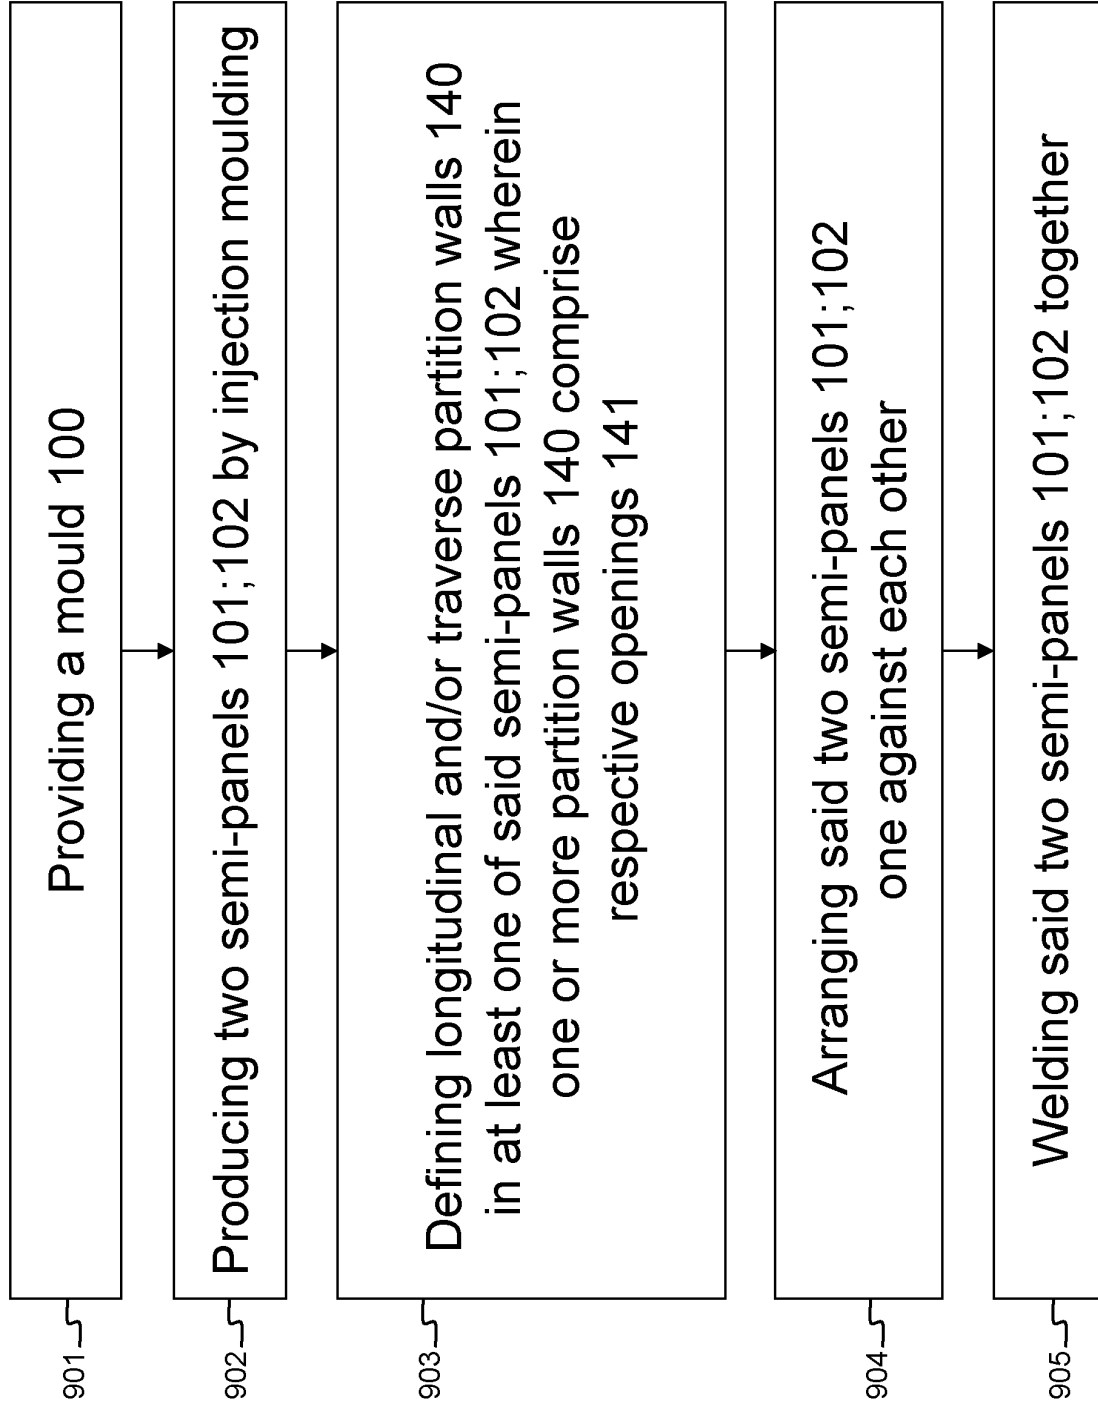 901
Providing a mould 100
902
Producing two semi-panels 101;102 by injection moulding
903
Defining longitudinal and/or traverse partition walls 140
in at least one of said semi-panels 101;102 wherein
one or more partition walls 140 comprise
respective openings 141
904
Arranging said two semi-panels 101;102
one against each other
905
Welding said two semi-panels 101;102 together